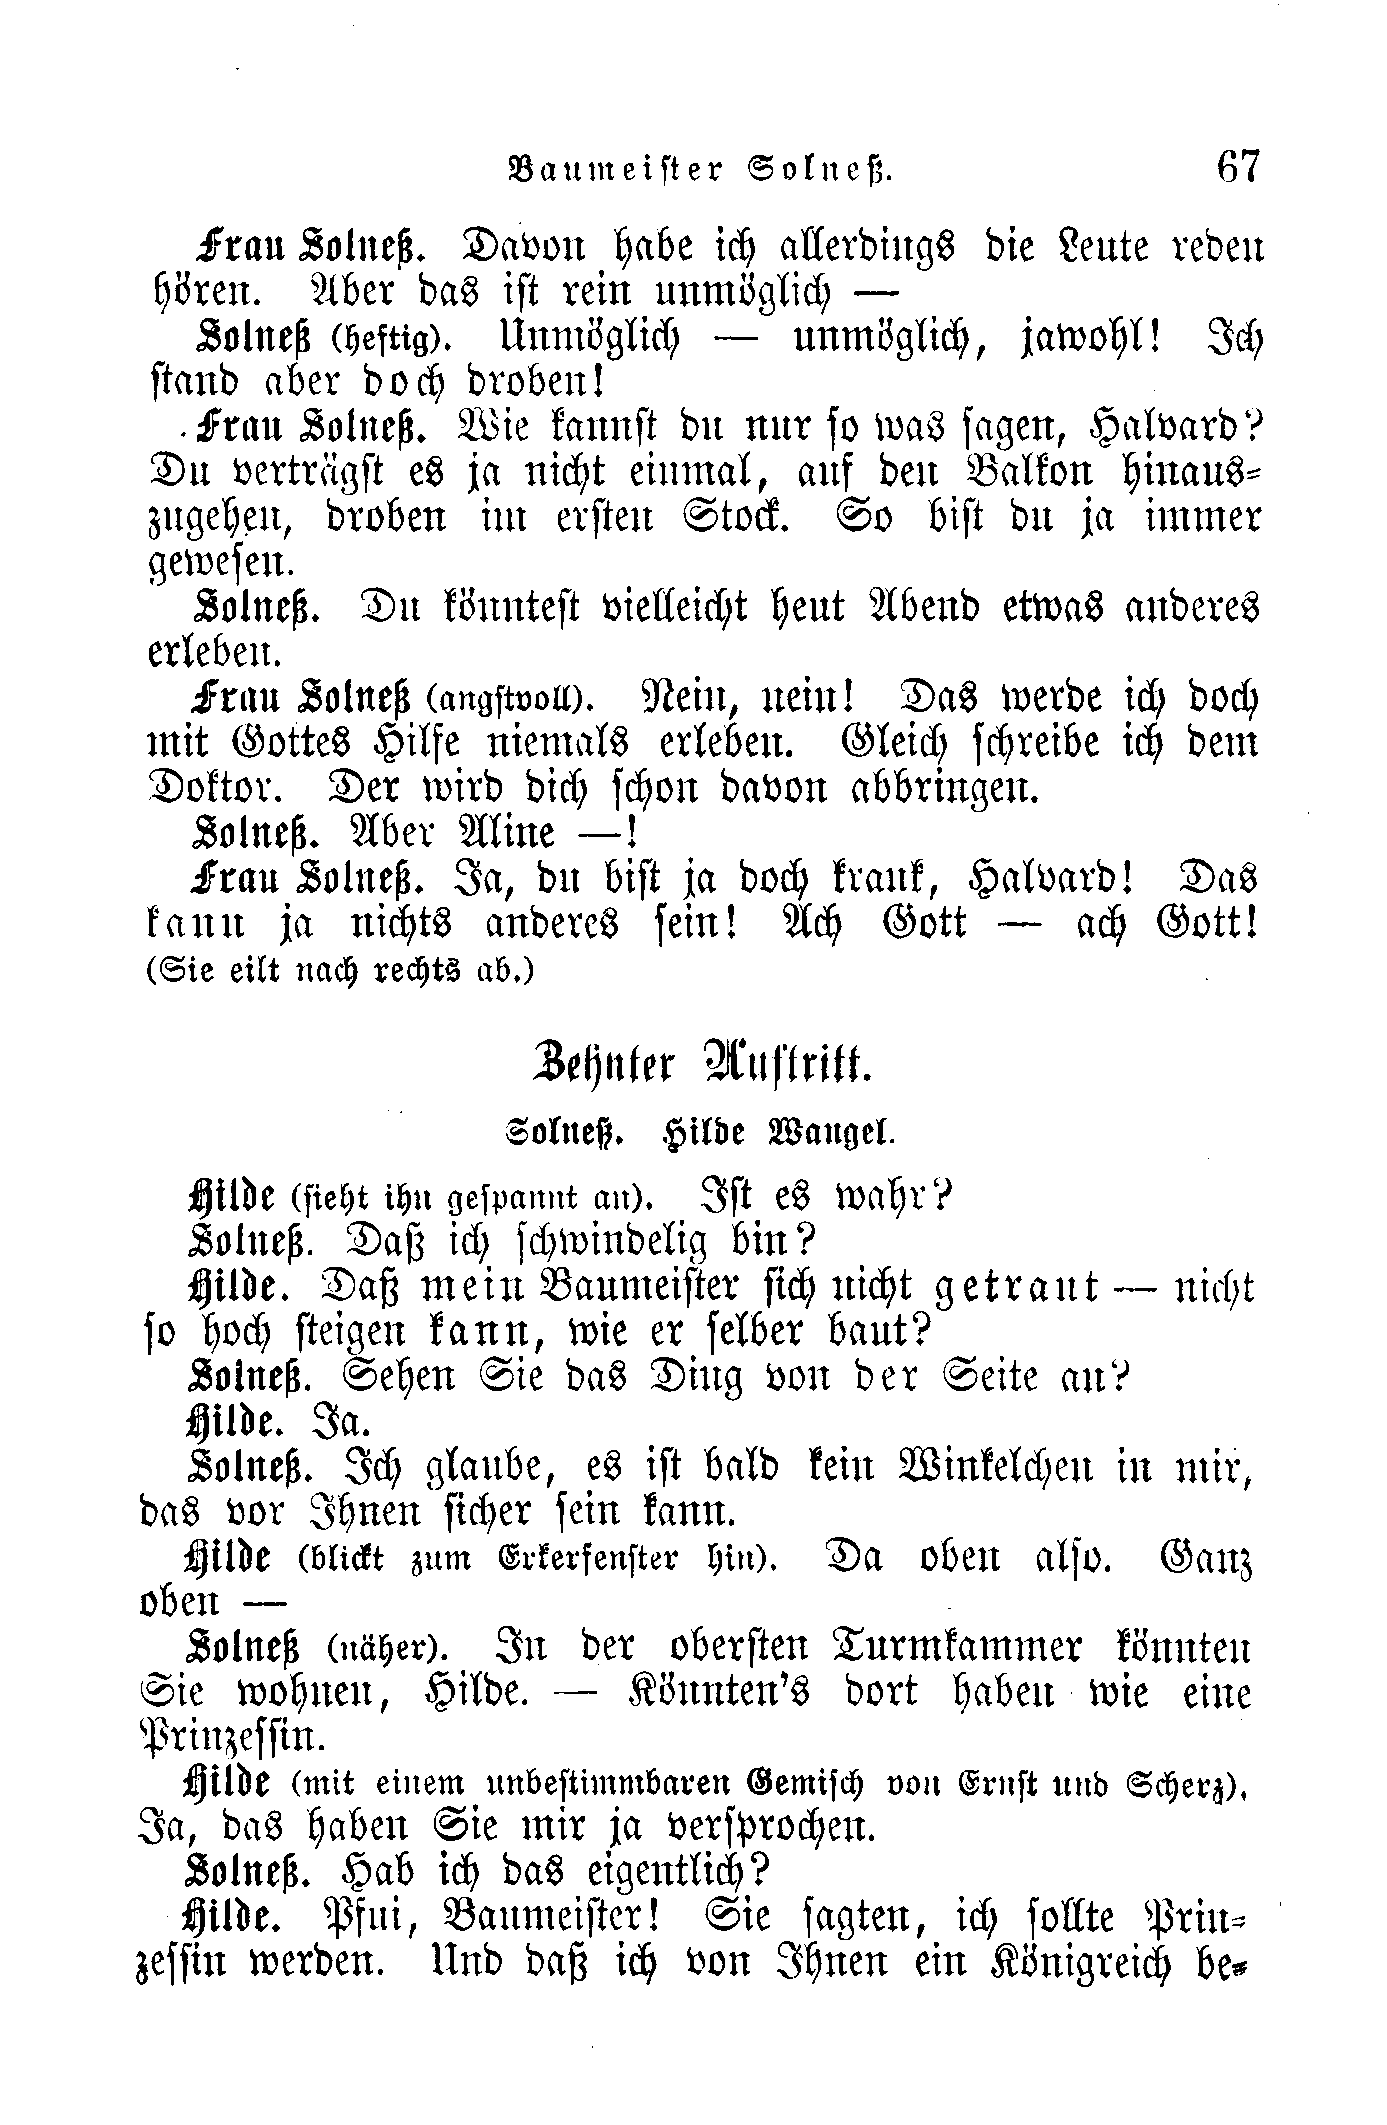 Baumeister Solneß. 67
Frau Solneß. Davon habe ich allerdings die Leute reden
hören. Aber das ist rein unmöglich —
Solneß (heftig). Unmöglich — unmöglich, jawohl! Ich
stand aber doch droben!
Frau Solneß. Wie kannst du nur so was sagen, Halvard?
Du verträgst es ja nicht einmal, auf den Balkon hinaus-
zugehen, droben im ersten Stock. So bist du ja immer
gewesen.
Solneß. Du könntest vielleicht heut Abend etwas anderes
erleben.
Frau Solneß (angstvoll). Nein, nein! Das werde ich doch
mit Gottes Hilfe niemals erleben. Gleich schreibe ich dem
Doktor. Der wird dich schon davon abbringen.
Solneß. Aber Aline —!
Frau Solneß. Ja, du bist ja doch krank, Halvard! Das
kann ja nichts anderes sein! Ach Gott — ach Gott!
(Sie eilt nach rechts ab.)
Zehnter Auftritt.
Solneß. Hilde Wangel.
Hilde (sieht ihn gespannt an). Ist es wahr?
Solneß. Daß ich schwindelig bin?
Hilde. Daß mein Baumeister sich nicht getraut — nicht
so hoch steigen kann, wie er selber baut?
Solneß. Sehen Sie das Ding von der Seite an?
Hilde. Ja.
Solneß. Ich glaube, es ist bald kein Winkelchen in mir,
das vor Ihnen sicher sein kann.
Hilde (blickt zum Erkerfenster hin). Da oben also. Ganz
oben —
Solneß (näher). In der obersten Turmkammer könnten
Sie wohnen, Hilde. — Könnten's dort haben wie eine
Prinzessin.
Hilde (mit einem unbestimmbaren Gemisch von Ernst und Scherz).
Ja, das haben Sie mir ja versprochen.
Solneß. Hab ich das eigentlich?
Hilde. Pfui, Baumeister! Sie sagten, ich sollte Prin-
zessin werden. Und daß ich von Ihnen ein Königreich be-